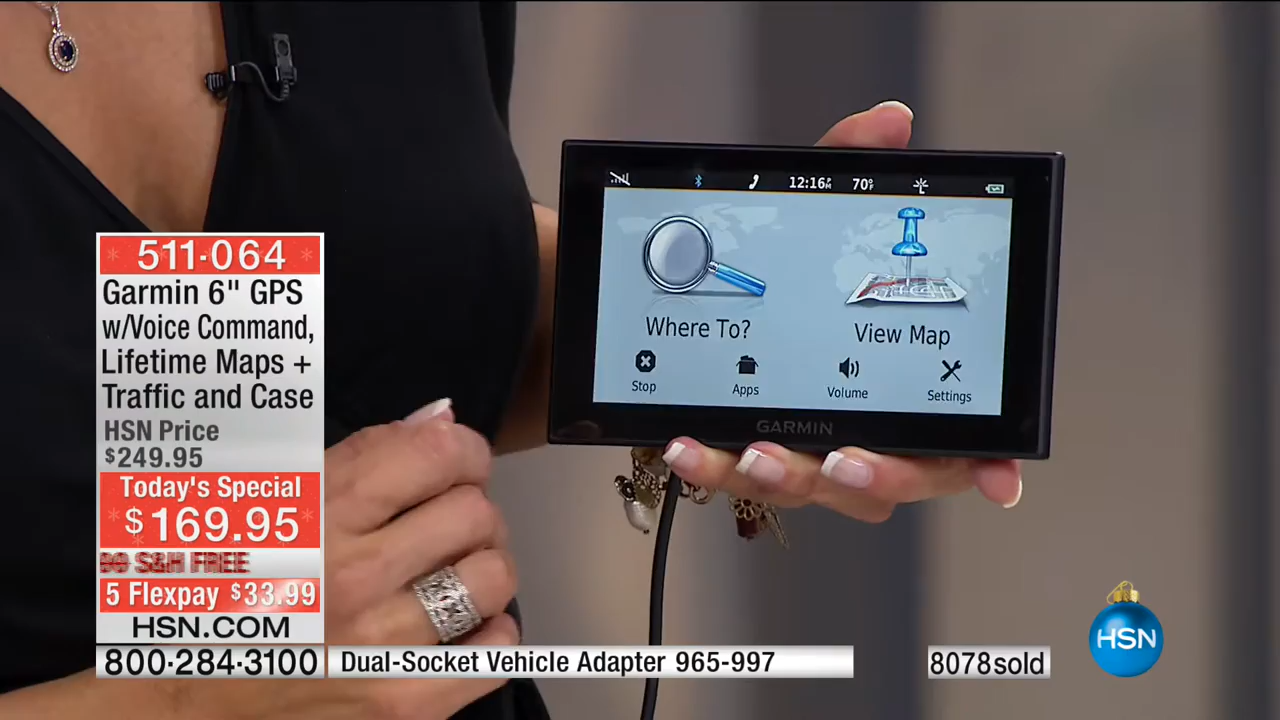 511·064
Garmin 6" GPS
w/Voice Command,
Lifetime Maps +
Traffic and Case
HSN Price
$249.95
Today's Special
$169.95
S&H FREE
5 Flexpay $33.99
HSN.COM
800·284·3100
Dual-Socket Vehicle Adapter 965-997
8078sold
HSN
12:16PM
70°F
Where To?
View Map
Stop
Apps
Volume
Settings
GARMIN